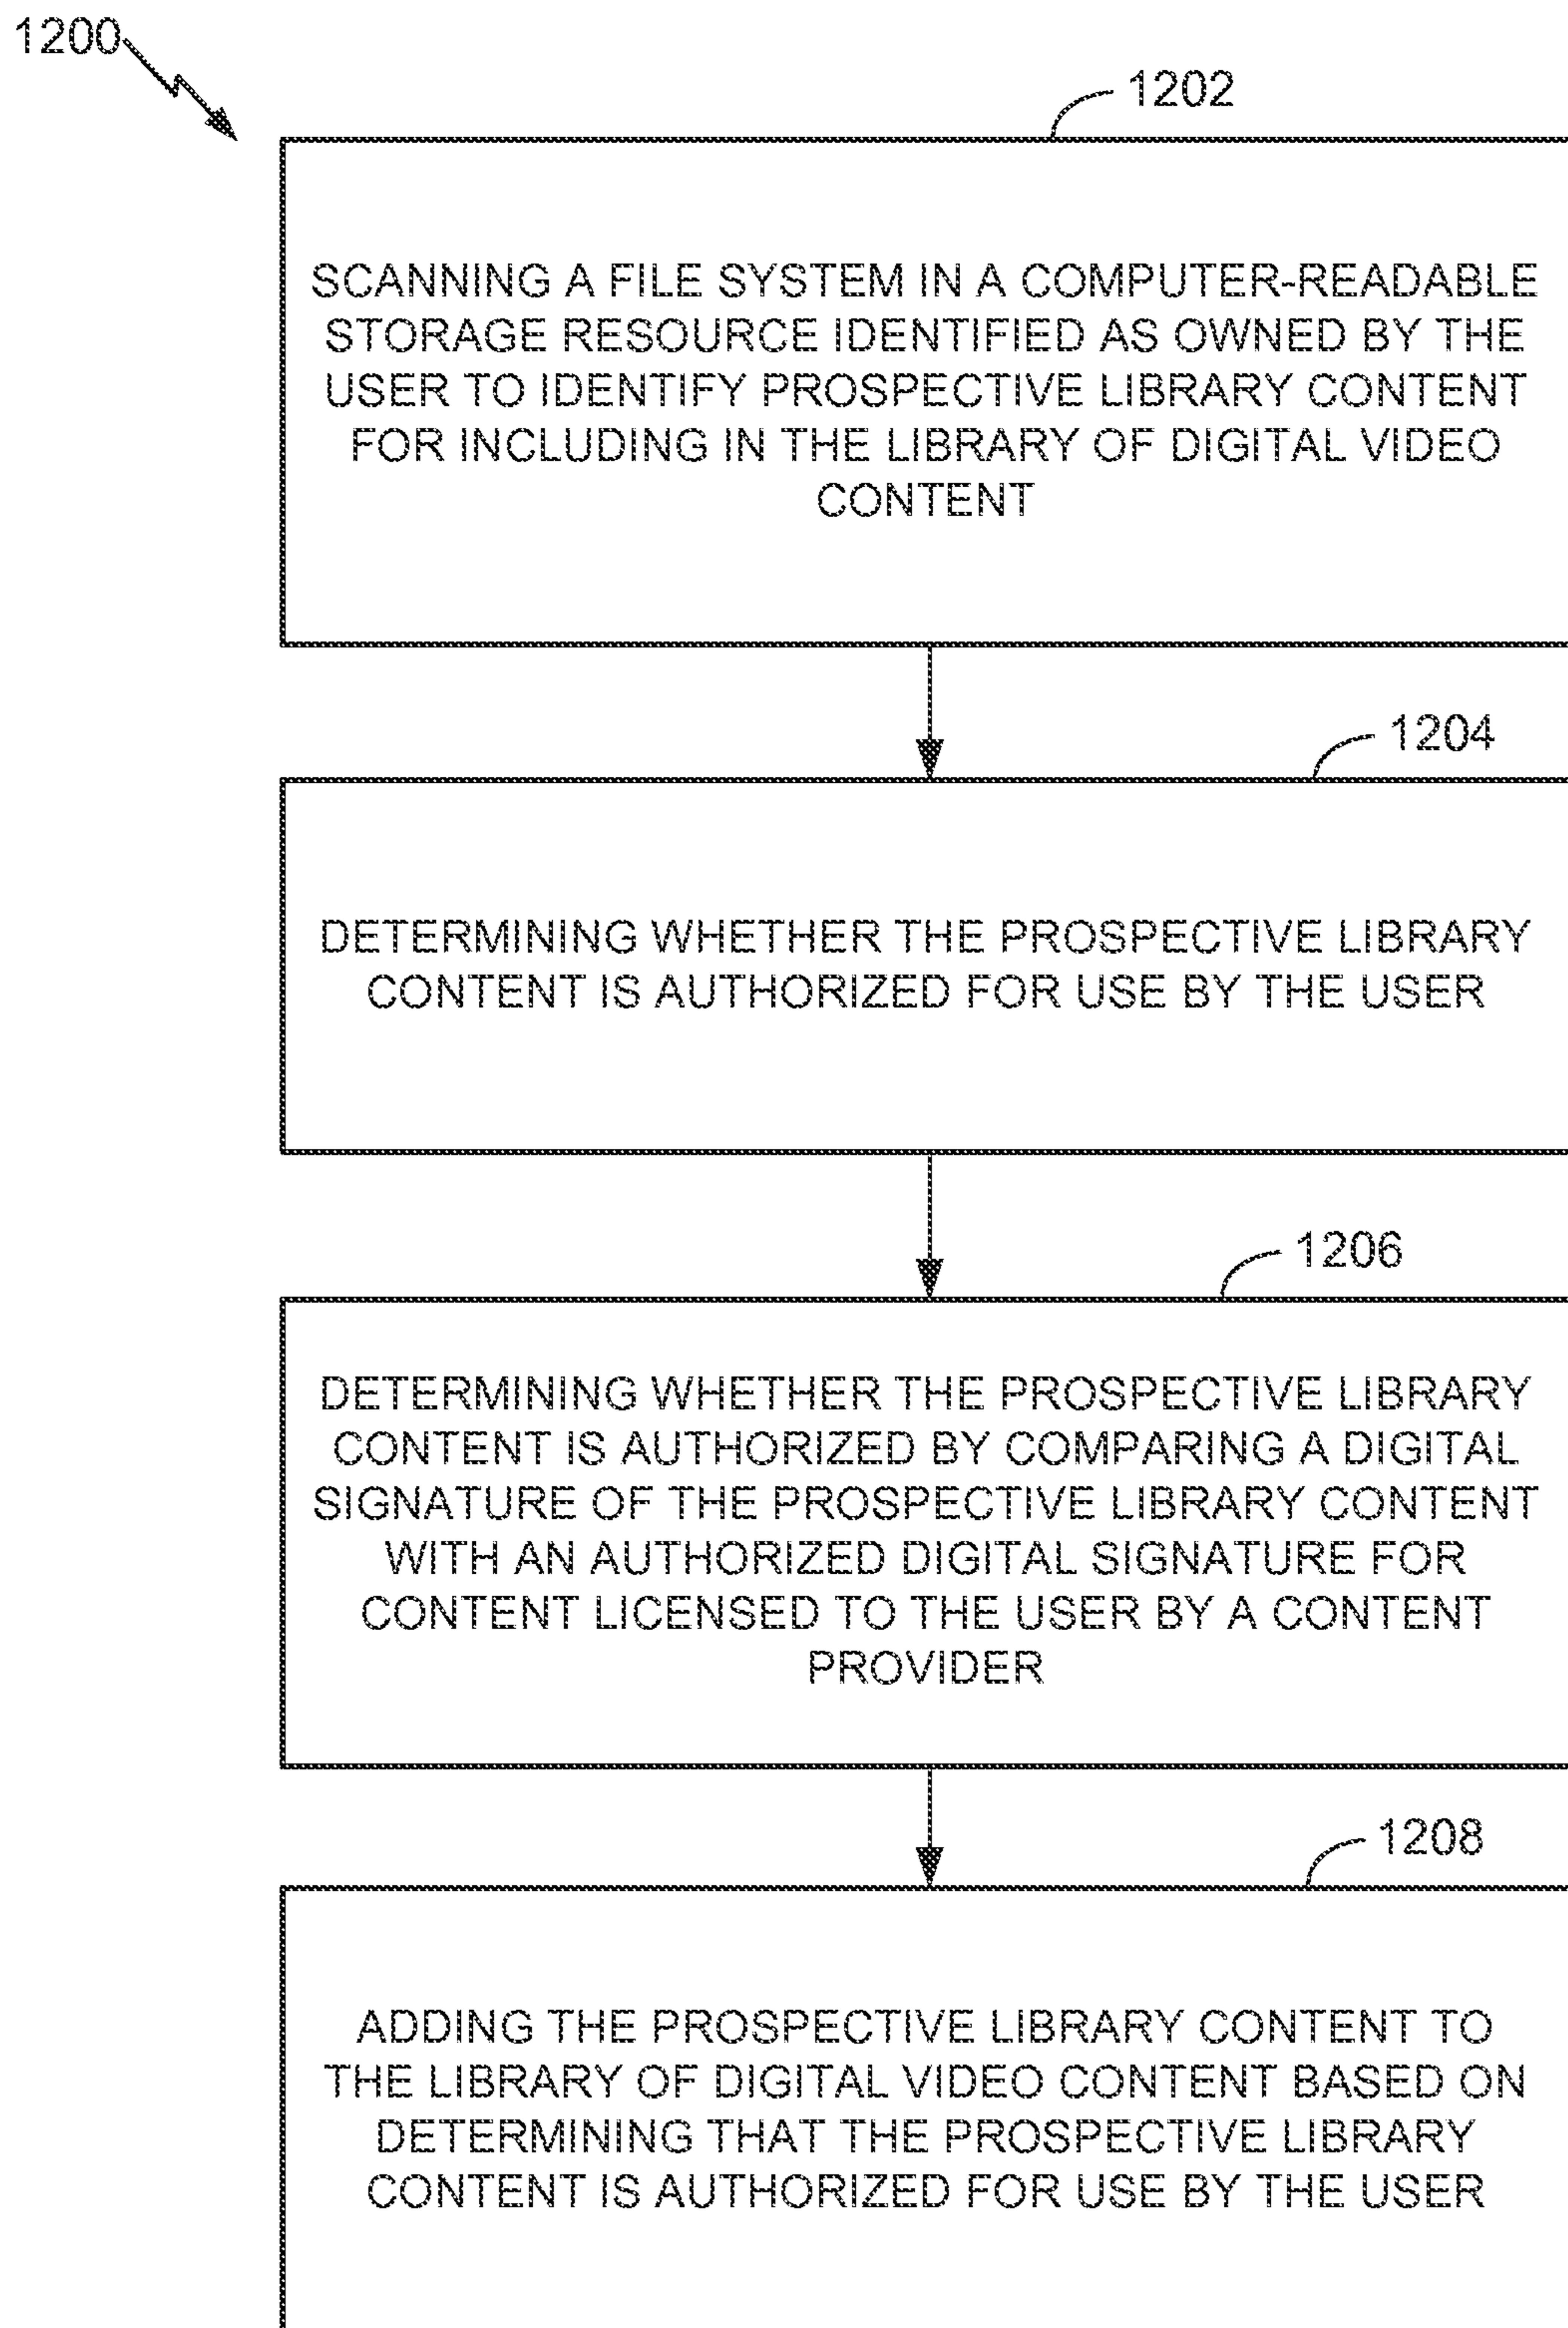 1200
1202
SCANNING A FILE SYSTEM IN A COMPUTER-READABLE
STORAGE RESOURCE IDENTIFIED AS OWNED BY THE
USER TO IDENTIFY PROSPECTIVE LIBRARY CONTENT
FOR INCLUDING IN THE LIBRARY OF DIGITAL VIDEO
CONTENT
1204
DETERMINING WHETHER THE PROSPECTIVE LIBRARY
CONTENT IS AUTHORIZED FOR USE BY THE USER
1206
DETERMINING WHETHER THE PROSPECTIVE LIBRARY
CONTENT IS AUTHORIZED BY COMPARING A DIGITAL
SIGNATURE OF THE PROSPECTIVE LIBRARY CONTENT
WITH AN AUTHORIZED DIGITAL SIGNATURE FOR
CONTENT LICENSED TO THE USER BY A CONTENT
PROVIDER
1208
ADDING THE PROSPECTIVE LIBRARY CONTENT TO
THE LIBRARY OF DIGITAL VIDEO CONTENT BASED ON
DETERMINING THAT THE PROSPECTIVE LIBRARY
CONTENT IS AUTHORIZED FOR USE BY THE USER